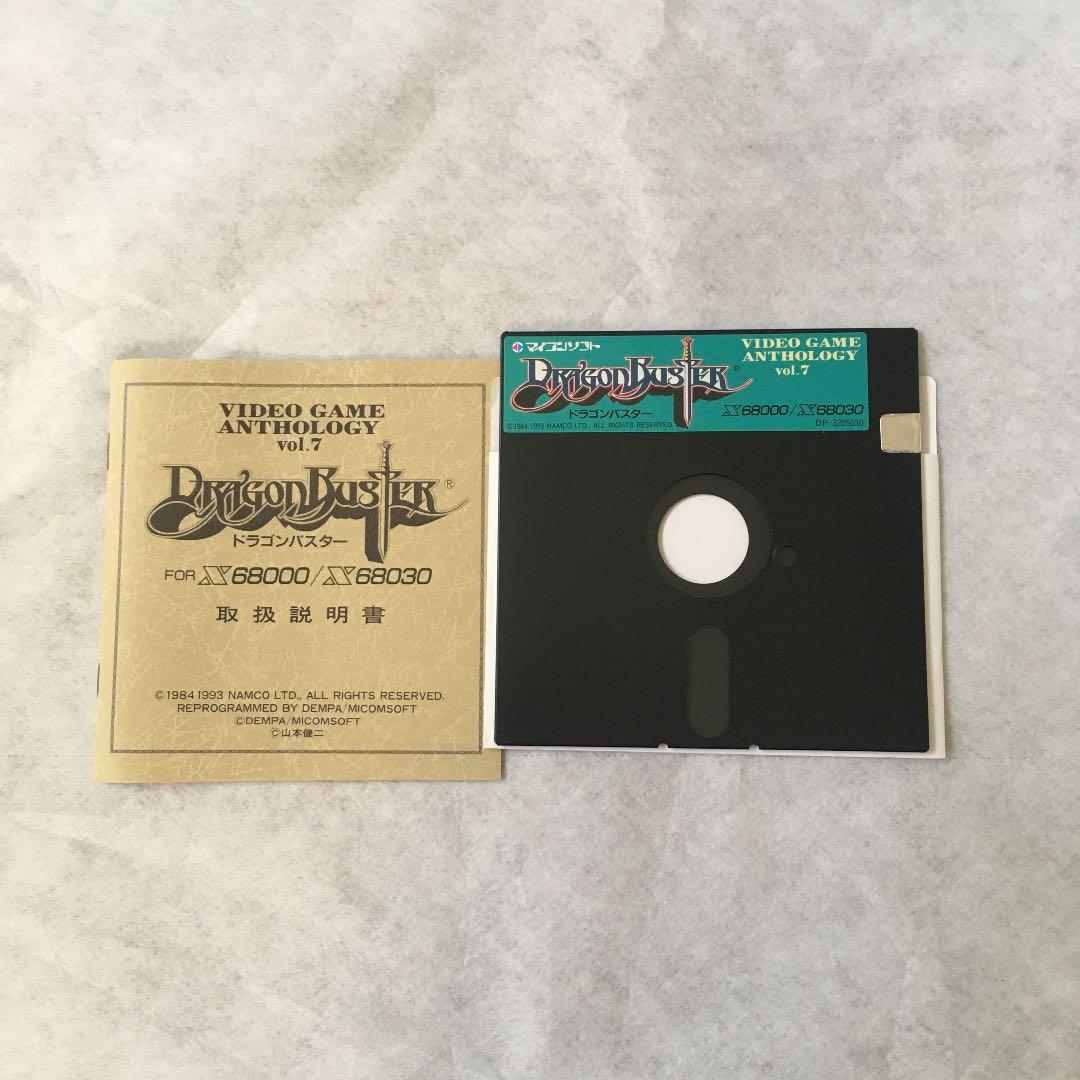 VIDEO GAME
ANTHOLOGY
vol.7
DRAGON BUSTER®
ドラゴンバスター
FOR X68000/X68030
取扱説明書
©1984 1993 NAMCO LTD., ALL RIGHTS RESERVED.
REPROGRAMMED BY DEMPA/MICOMSOFT
©DEMPA/MICOMSOFT
©山本健二
マイコンソフト
VIDEO GAME
ANTHOLOGY
vol.7
DRAGON BUSTER®
ドラゴンバスター
X68000/X68030
©1984 1993 NAMCO LTD., ALL RIGHTS RESERVED
DP-3205030